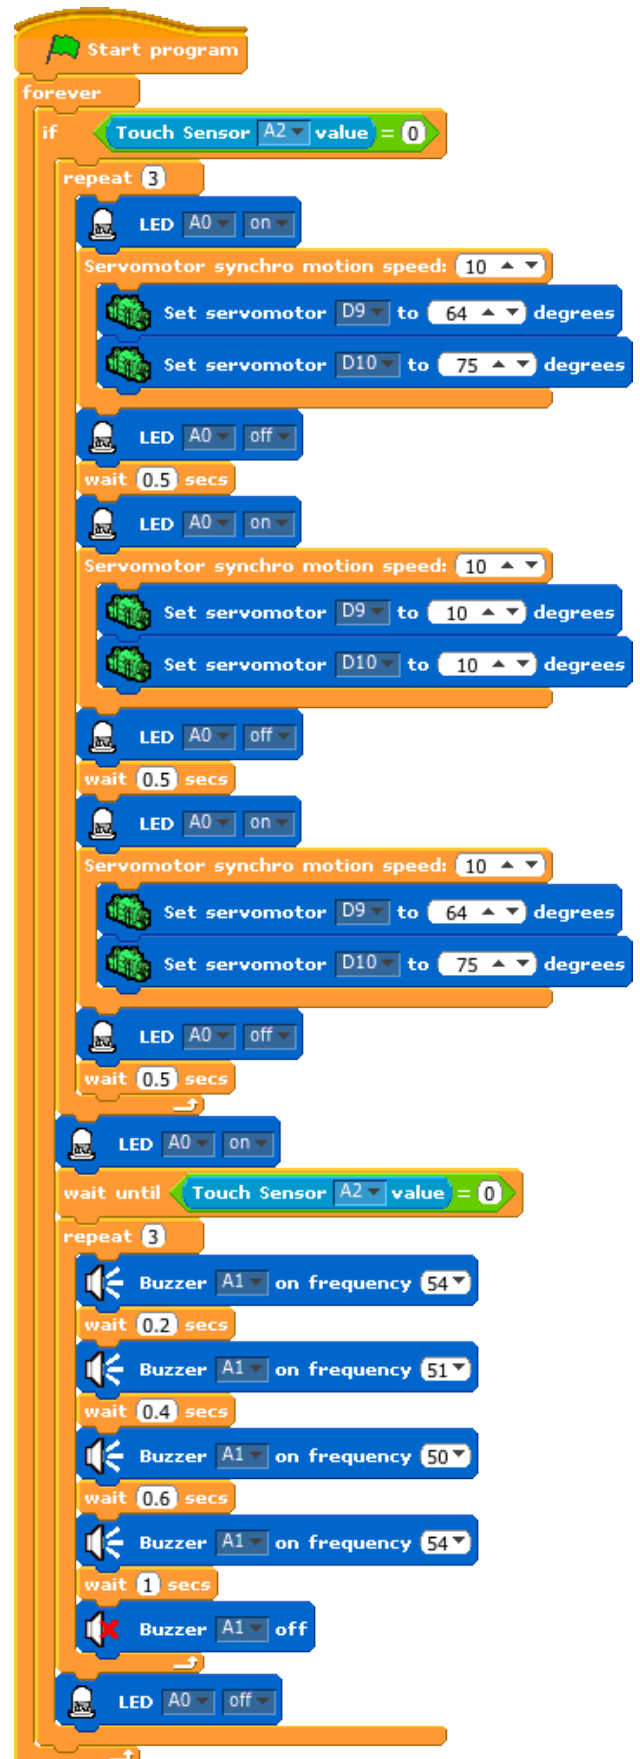 Start program
forever
if Touch Sensor A2 value = 0
repeat 3
LED A0 on
Servomotor synchro motion speed: 10
Set servomotor D9 to 64 degrees
Set servomotor D10 to 75 degrees
LED A0 off
wait 0.5 secs
LED A0 on
Servomotor synchro motion speed: 10
Set servomotor D9 to 10 degrees
Set servomotor D10 to 10 degrees
LED A0 off
wait 0.5 secs
LED A0 on
Servomotor synchro motion speed: 10
Set servomotor D9 to 64 degrees
Set servomotor D10 to 75 degrees
LED A0 off
wait 0.5 secs
LED A0 on
wait until Touch Sensor A2 value = 0
repeat 3
Buzzer A1 on frequency 54
wait 0.2 secs
Buzzer A1 on frequency 51
wait 0.4 secs
Buzzer A1 on frequency 50
wait 0.6 secs
Buzzer A1 on frequency 54
wait 1 secs
Buzzer A1 off
LED A0 off